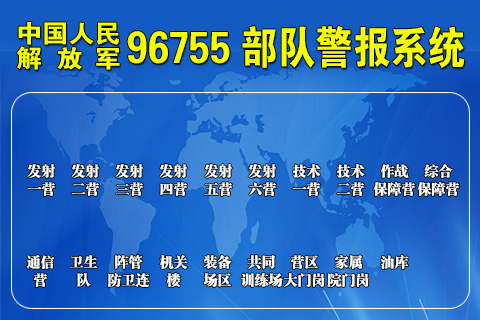 中国人民解放军 96755 部队警报系统
发射一营 发射二营 发射三营 发射四营 发射五营 发射六营 技术一营 技术二营 作战保障营 综合保障营
通信营 卫生队 阵管防卫连 机关楼 装备场区 共同训练场 营区大门岗 家属院门岗 油库